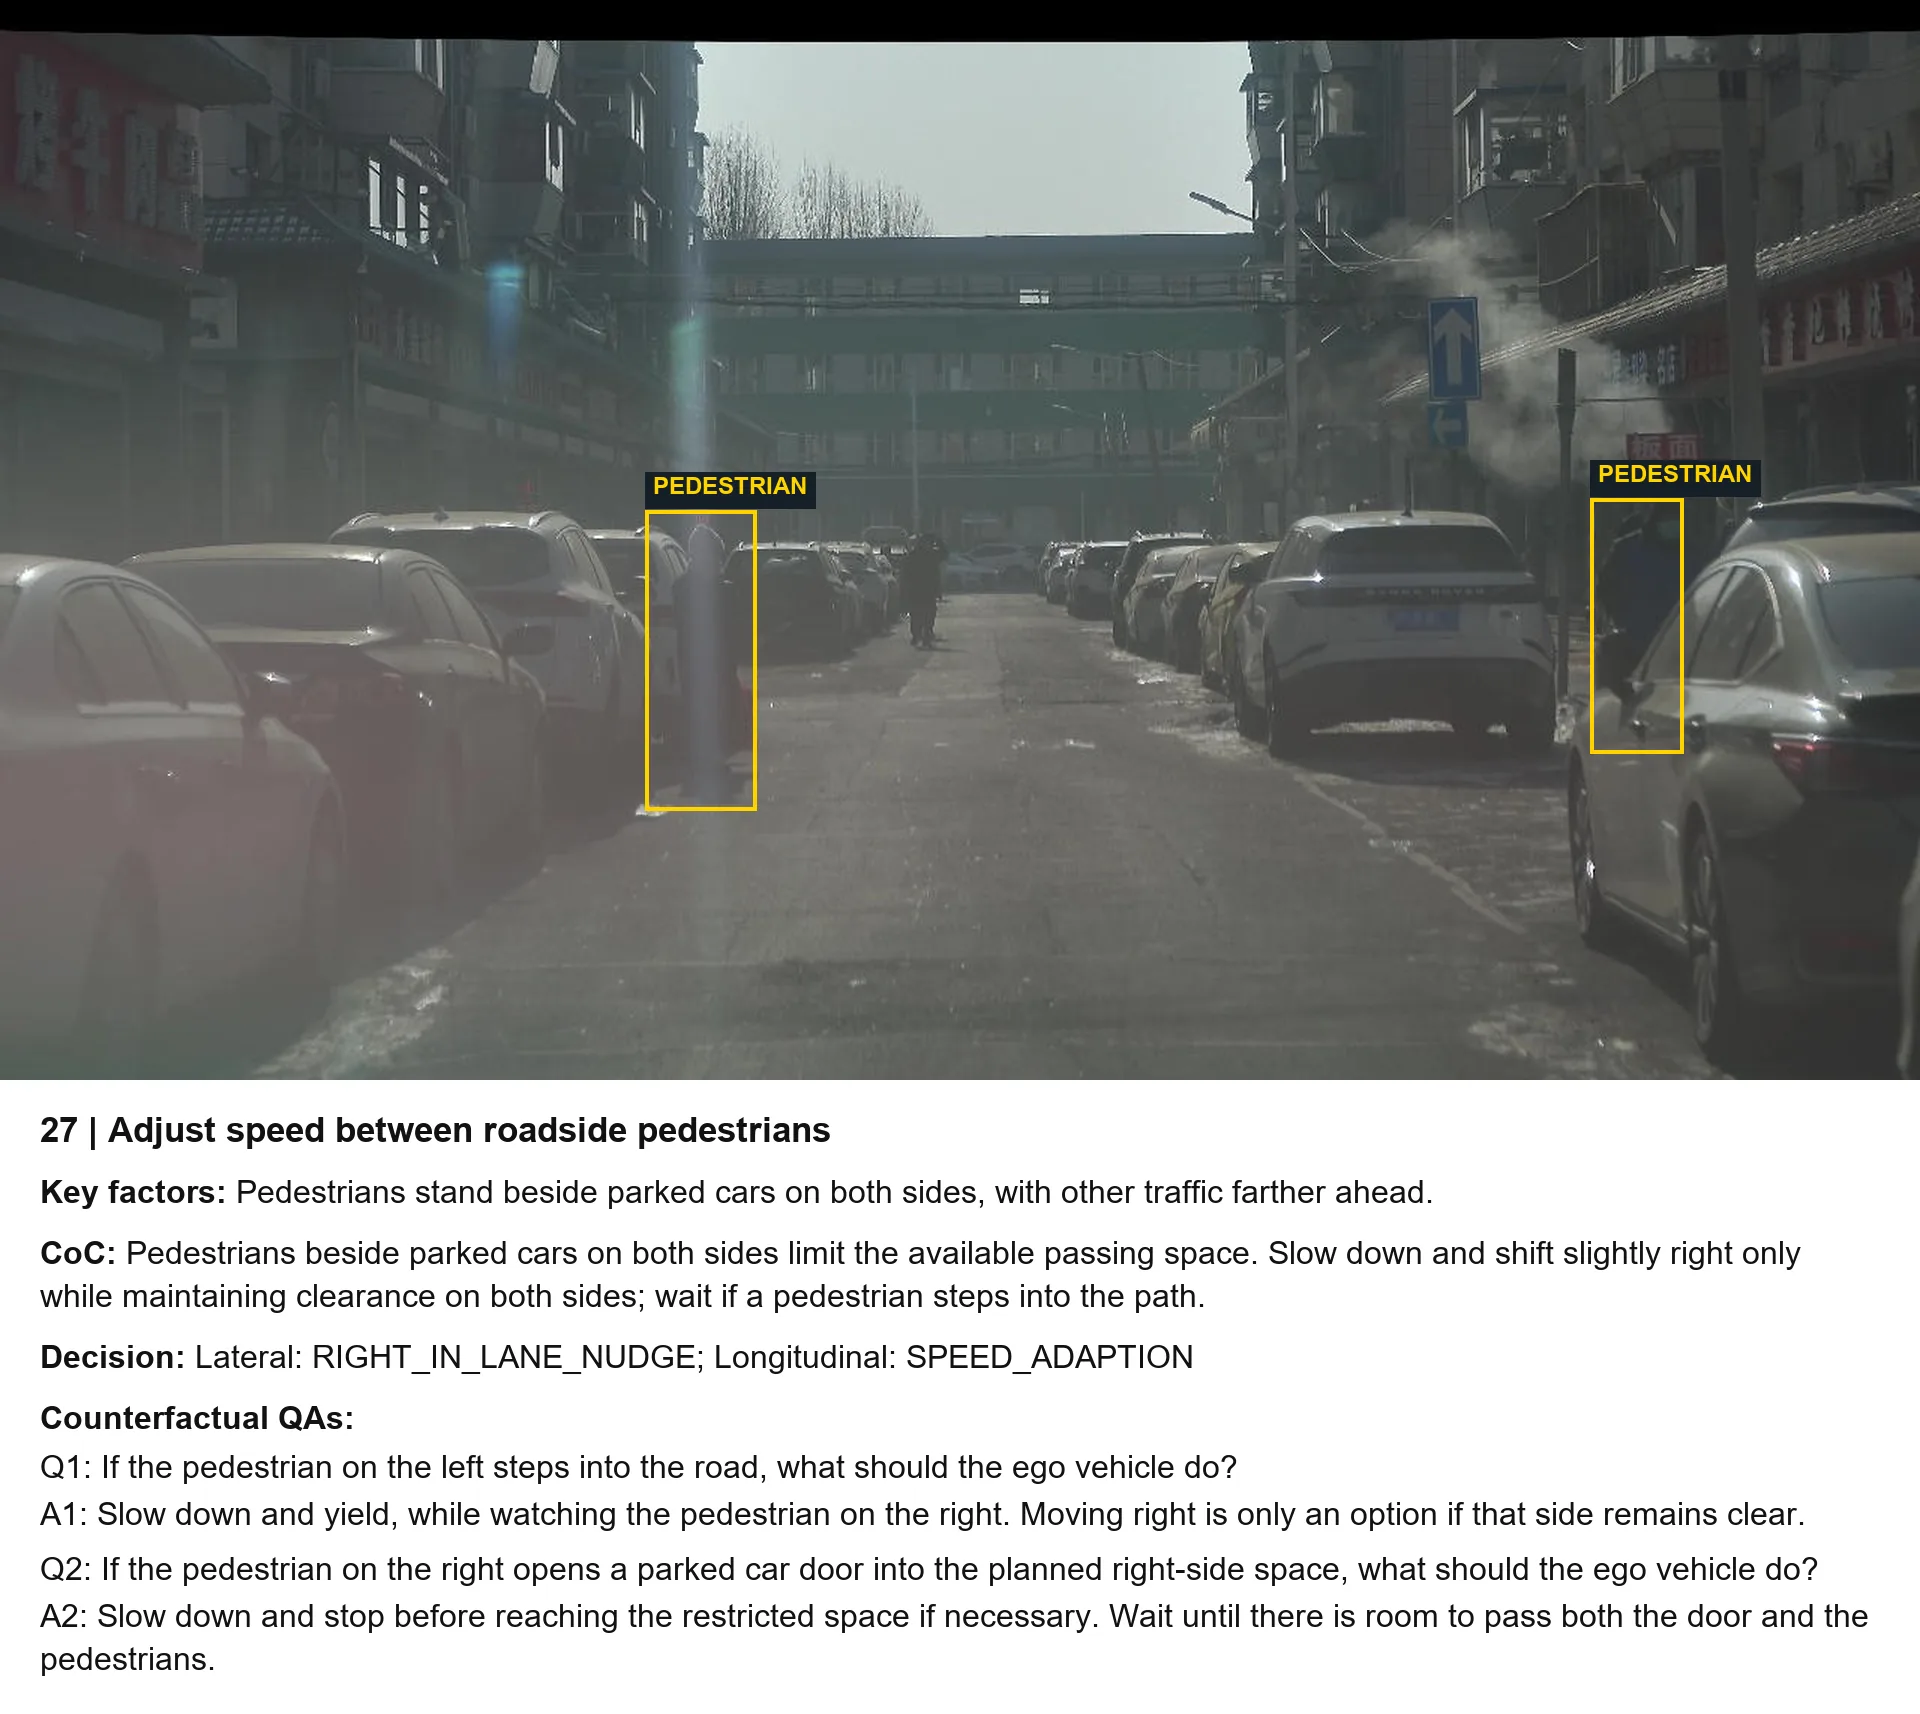 板面
PEDESTRIAN
PEDESTRIAN
RANGE ROVER
27 | Adjust speed between roadside pedestrians
Key factors: Pedestrians stand beside parked cars on both sides, with other traffic farther ahead.
CoC: Pedestrians beside parked cars on both sides limit the available passing space. Slow down and shift slightly right only
while maintaining clearance on both sides; wait if a pedestrian steps into the path.
Decision: Lateral: RIGHT_IN_LANE_NUDGE; Longitudinal: SPEED_ADAPTION
Counterfactual QAs:
Q1: If the pedestrian on the left steps into the road, what should the ego vehicle do?
A1: Slow down and yield, while watching the pedestrian on the right. Moving right is only an option if that side remains clear.
Q2: If the pedestrian on the right opens a parked car door into the planned right-side space, what should the ego vehicle do?
A2: Slow down and stop before reaching the restricted space if necessary. Wait until there is room to pass both the door and the
pedestrians.